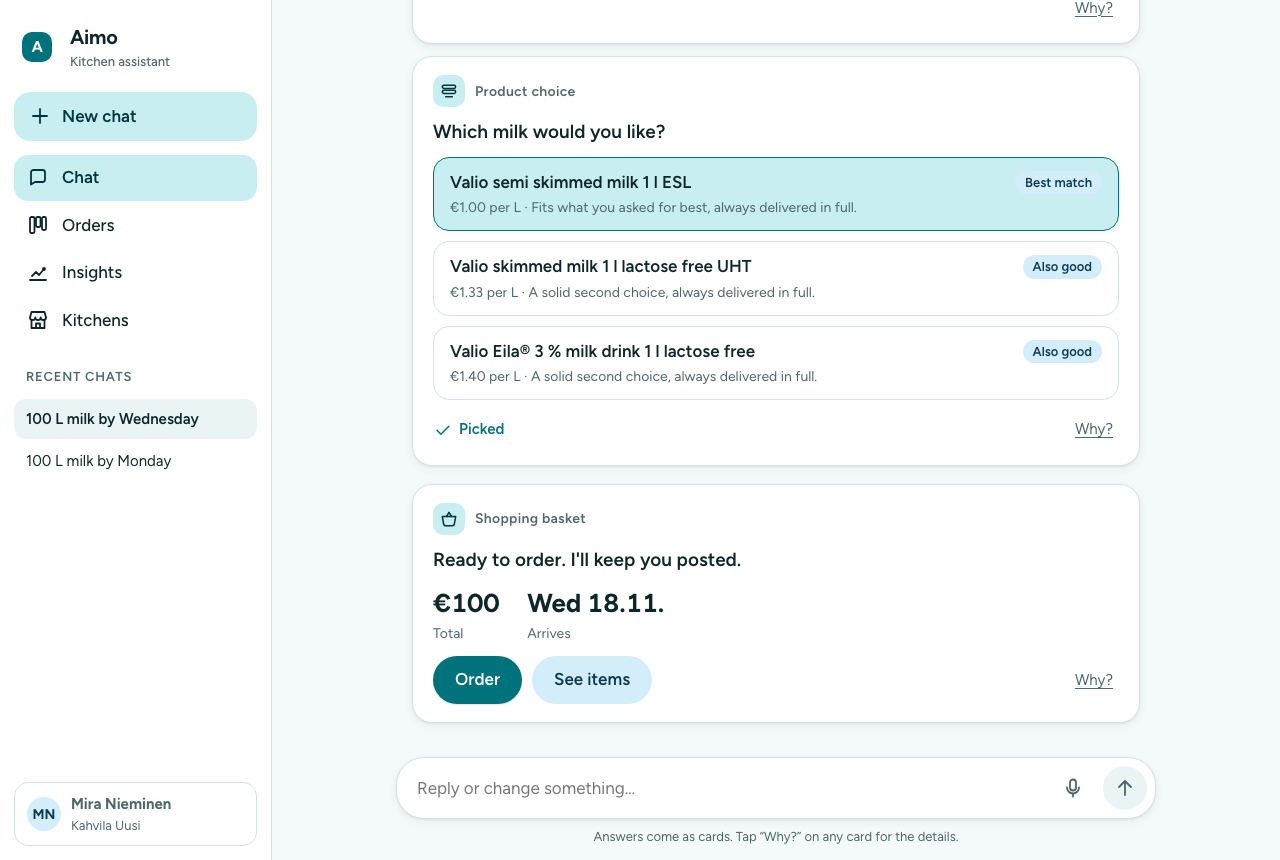 A
Aimo
Kitchen assistant
New chat
Chat
Orders
Insights
Kitchens
RECENT CHATS
100 L milk by Wednesday
100 L milk by Monday
MN
Mira Nieminen
Kahvila Uusi
Why?
Product choice
Which milk would you like?
Valio semi skimmed milk 1 l ESL
Best match
€1.00 per L · Fits what you asked for best, always delivered in full.
Valio skimmed milk 1 l lactose free UHT
Also good
€1.33 per L · A solid second choice, always delivered in full.
Valio Eila® 3 % milk drink 1 l lactose free
Also good
€1.40 per L · A solid second choice, always delivered in full.
Picked
Why?
Shopping basket
Ready to order. I'll keep you posted.
€100 Wed 18.11.
Total Arrives
Order See items Why?
Reply or change something…
Answers come as cards. Tap “Why?” on any card for the details.